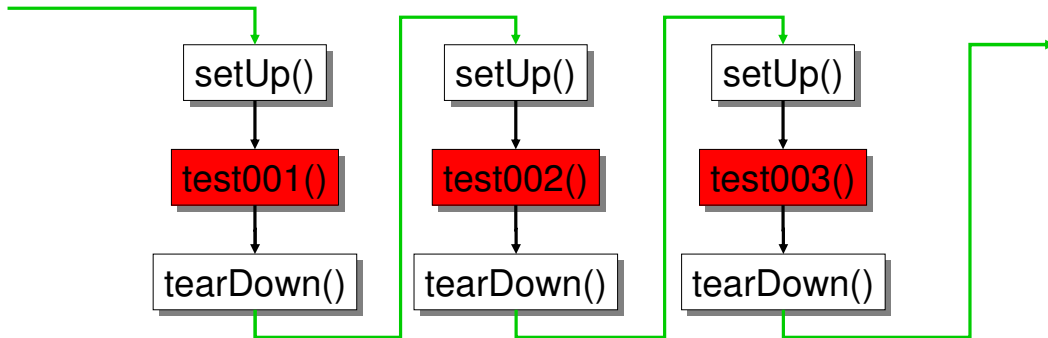 setUp()
setUp()
setUp()
test001()
test002()
test003()
tearDown()
tearDown()
tearDown()